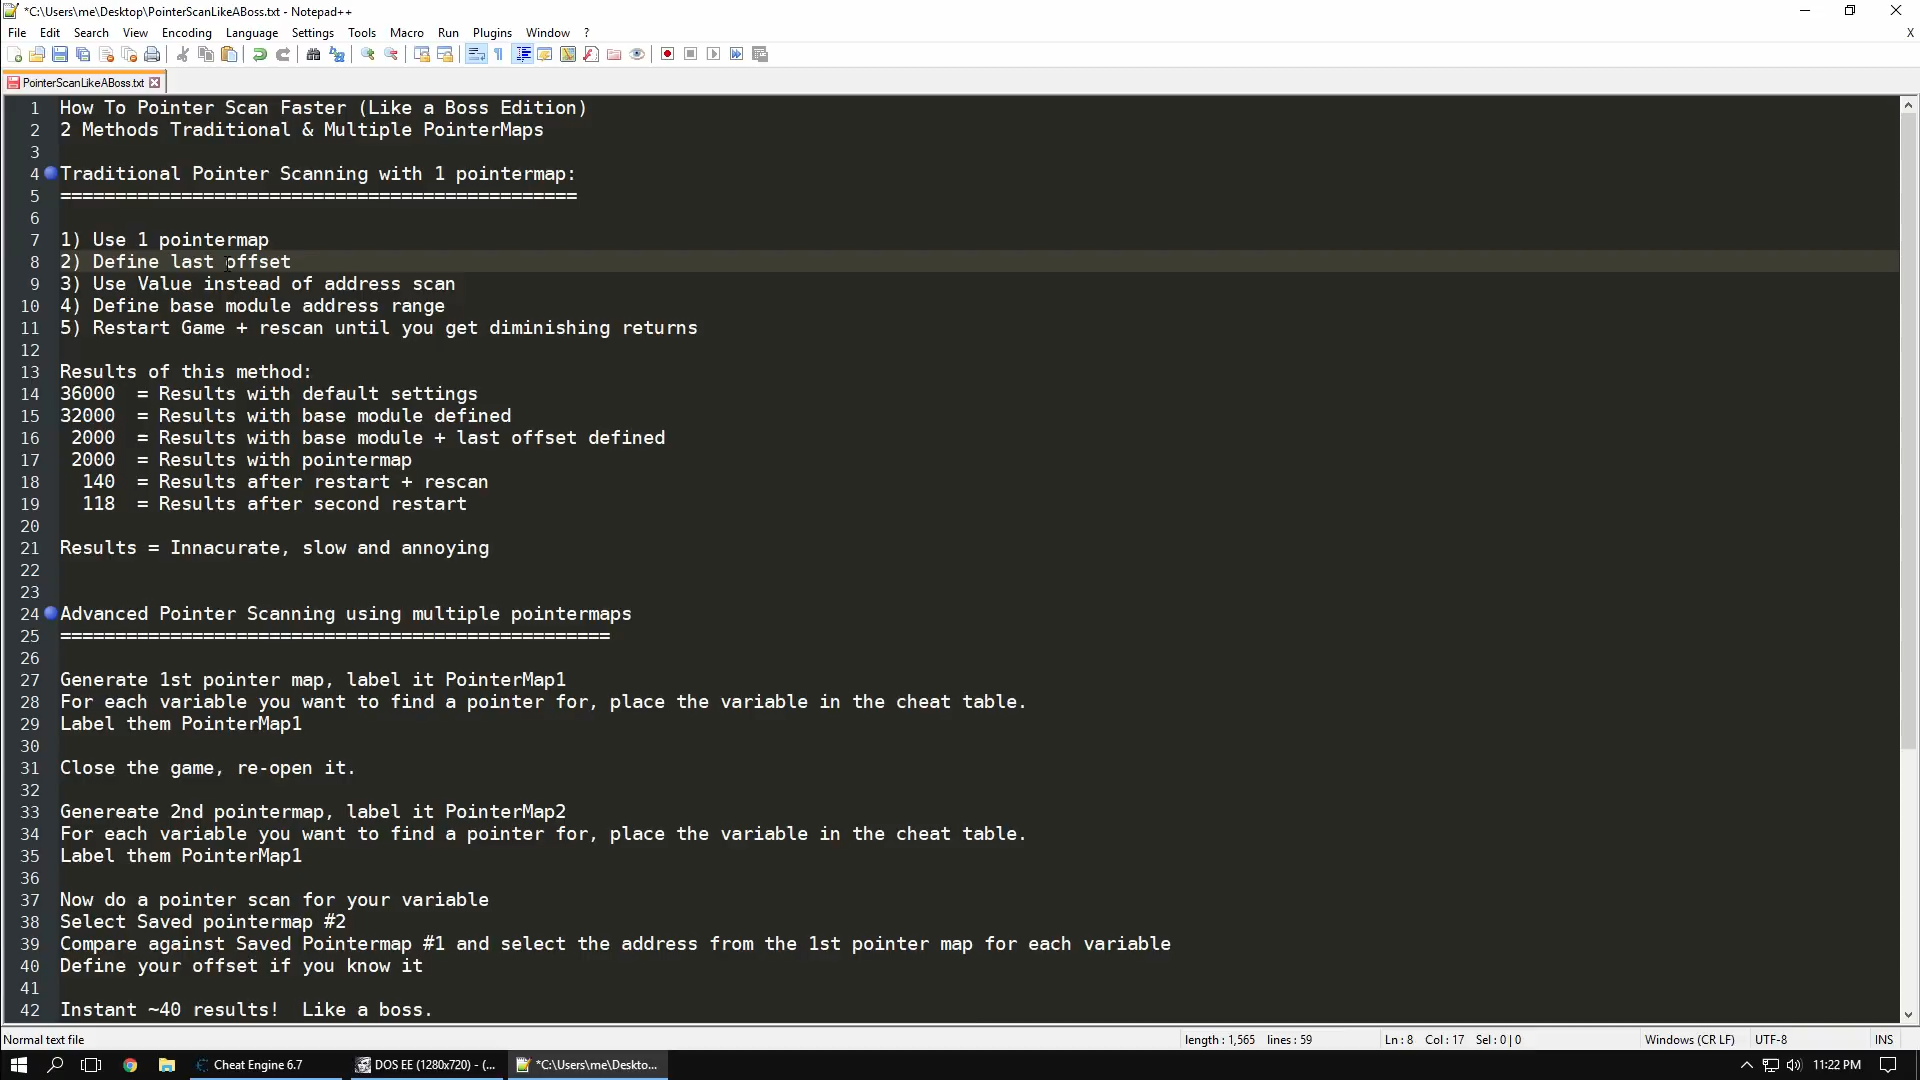 *C:\Users\me\Desktop\PointerScanLikeABoss.txt - Notepad++
File Edit Search View Encoding Language Settings Tools Macro Run Plugins Window ? X
PointerScanLikeABoss.txt
1 How To Pointer Scan Faster (Like a Boss Edition)
2 2 Methods Traditional & Multiple PointerMaps
3
4 Traditional Pointer Scanning with 1 pointermap:
5 ===============================================
6
7 1) Use 1 pointermap
8 2) Define last offset
9 3) Use Value instead of address scan
10 4) Define base module address range
11 5) Restart Game + rescan until you get diminishing returns
12
13 Results of this method:
14 36000  = Results with default settings
15 32000  = Results with base module defined
16  2000  = Results with base module + last offset defined
17  2000  = Results with pointermap
18   140  = Results after restart + rescan
19   118  = Results after second restart
20
21 Results = Innacurate, slow and annoying
22
23
24 Advanced Pointer Scanning using multiple pointermaps
25 ==================================================
26
27 Generate 1st pointer map, label it PointerMap1
28 For each variable you want to find a pointer for, place the variable in the cheat table.
29 Label them PointerMap1
30
31 Close the game, re-open it.
32
33 Genereate 2nd pointermap, label it PointerMap2
34 For each variable you want to find a pointer for, place the variable in the cheat table.
35 Label them PointerMap1
36
37 Now do a pointer scan for your variable
38 Select Saved pointermap #2
39 Compare against Saved Pointermap #1 and select the address from the 1st pointer map for each variable
40 Define your offset if you know it
41
42 Instant ~40 results!  Like a boss.
Normal text file length : 1,565 lines : 59 Ln : 8 Col : 17 Sel : 0 | 0 Windows (CR LF) UTF-8 INS
Cheat Engine 6.7 DOS EE (1280x720) - (... *C:\Users\me\Deskto... 11:22 PM